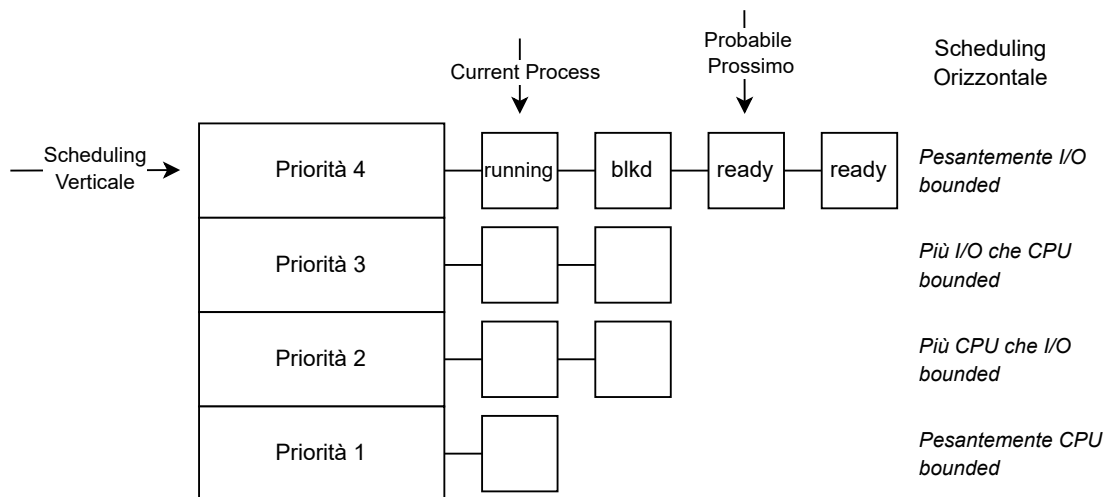 Probabile
Prossimo
Scheduling
Orizzontale
Current Process
Scheduling
Verticale
Priorità 4
running
blkd
ready
ready
Pesantemente I/O
bounded
Priorità 3
Più I/O che CPU
bounded
Priorità 2
Più CPU che I/O
bounded
Priorità 1
Pesantemente CPU
bounded